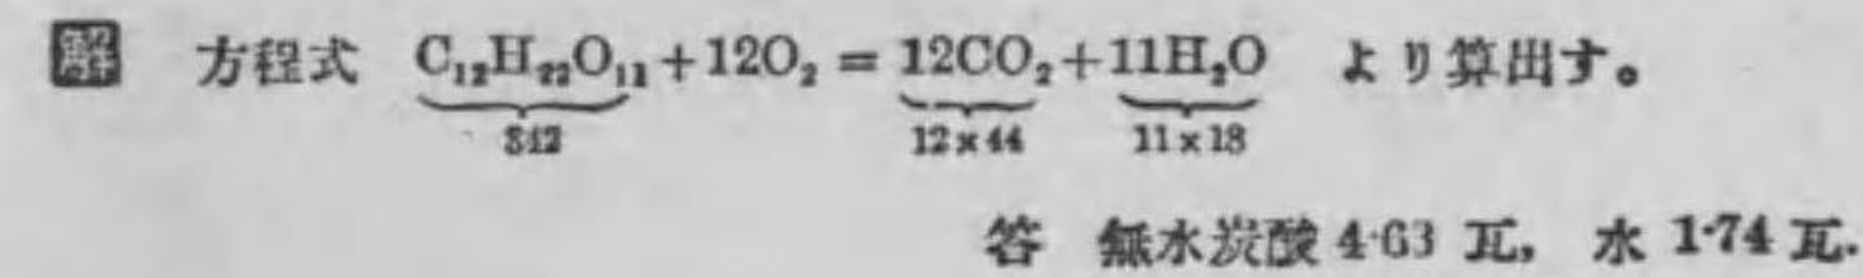 解 方程式 C₁₂H₂₂O₁₁+12O₂=12CO₂+11H₂O より算出す。
342 12×44 11×18
答 無水炭酸 4·63 瓦, 水 1·74 瓦.